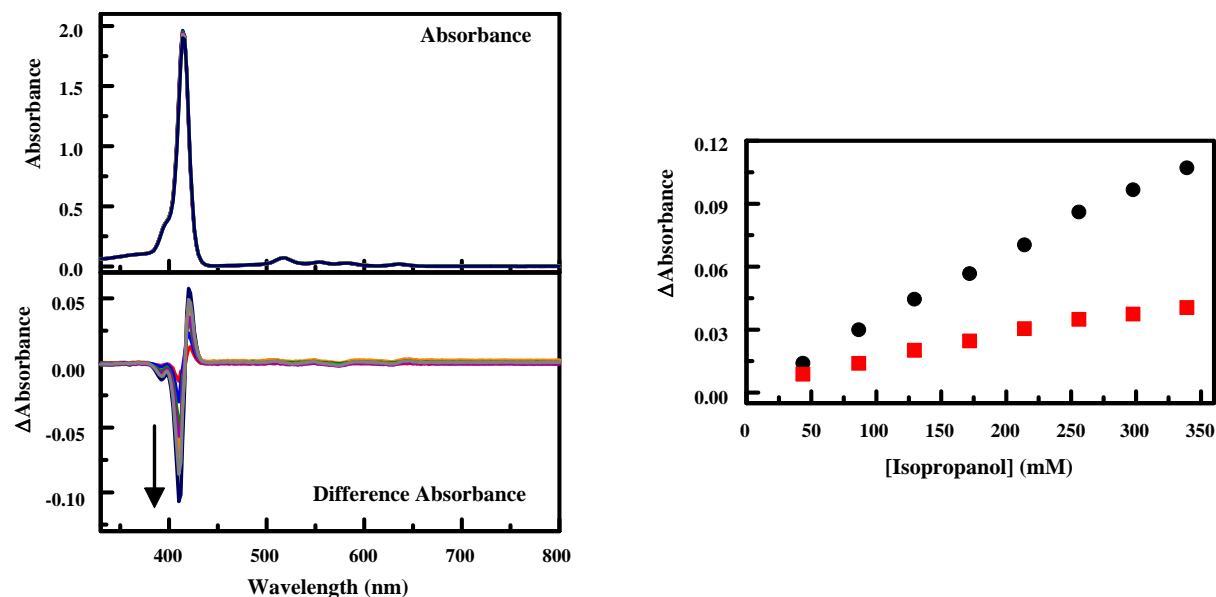 Absorbance
Absorbance
2.0
1.5
1.0
0.5
0.0
ΔAbsorbance
0.05
0.00
-0.05
-0.10
Difference Absorbance
400 500 600 700 800
Wavelength (nm)
ΔAbsorbance
0.12
0.09
0.06
0.03
0.00
0 50 100 150 200 250 300 350
[Isopropanol] (mM)